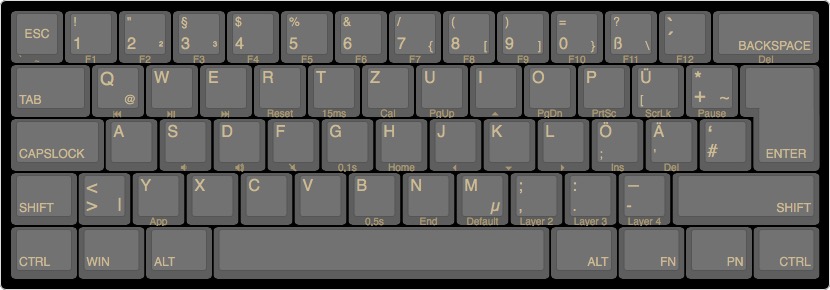 ! " § $ % & / ( ) = ? `
ESC 1 2 ² 3 ³ 4 5 6 7 { 8 [ 9 ] 0 } ß \ ´ BACKSPACE
F1 F2 F3 F4 F5 F6 F7 F8 F9 F10 F11 F12 Del
Q W E R T Z U I O P Ü *
TAB @ [ + ~
Reset 15ms Cal PgUp PgDn PrtSc ScrLk Pause
A S D F G H J K L Ö Ä ‘
CAPSLOCK ; ' # ENTER
0,1s Home Ins Del
< Y X C V B N M ; : —
SHIFT > | µ , . - SHIFT
App 0,5s End Default Layer 2 Layer 3 Layer 4
CTRL WIN ALT ALT FN PN CTRL